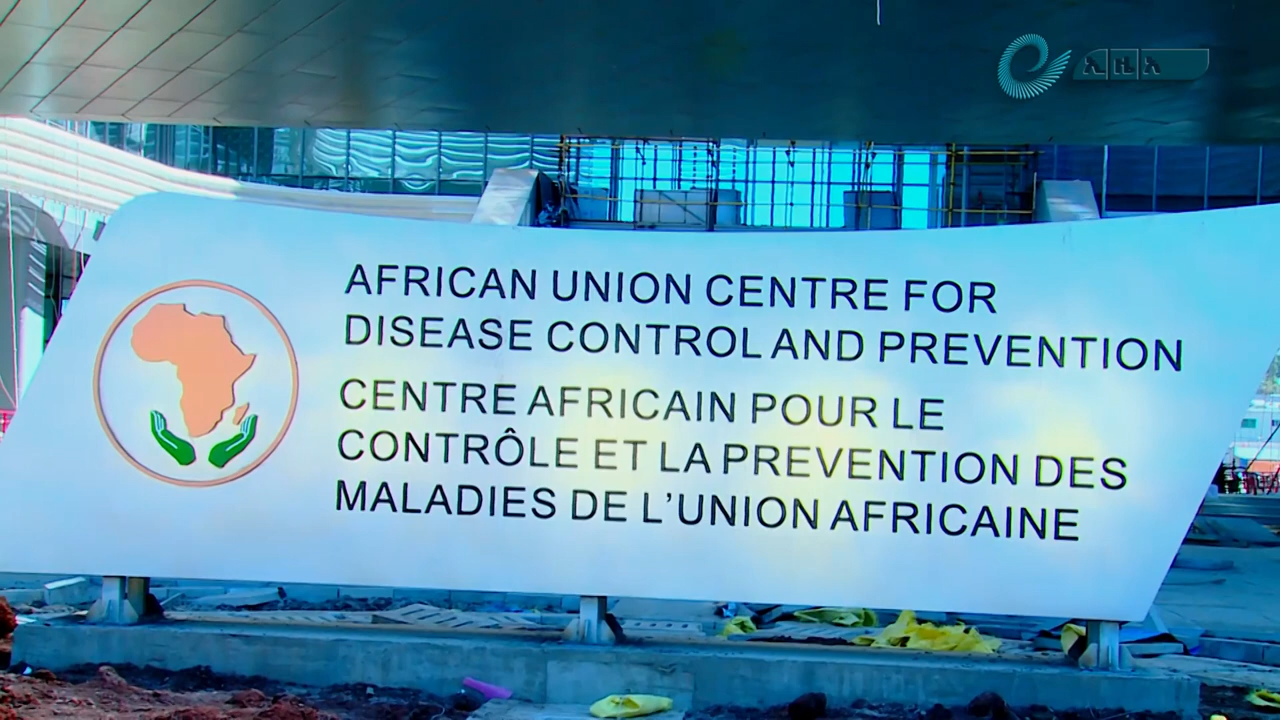 ኢዜአ
AFRICAN UNION CENTRE FOR
DISEASE CONTROL AND PREVENTION
CENTRE AFRICAIN POUR LE
CONTRÔLE ET LA PREVENTION DES
MALADIES DE L'UNION AFRICAINE